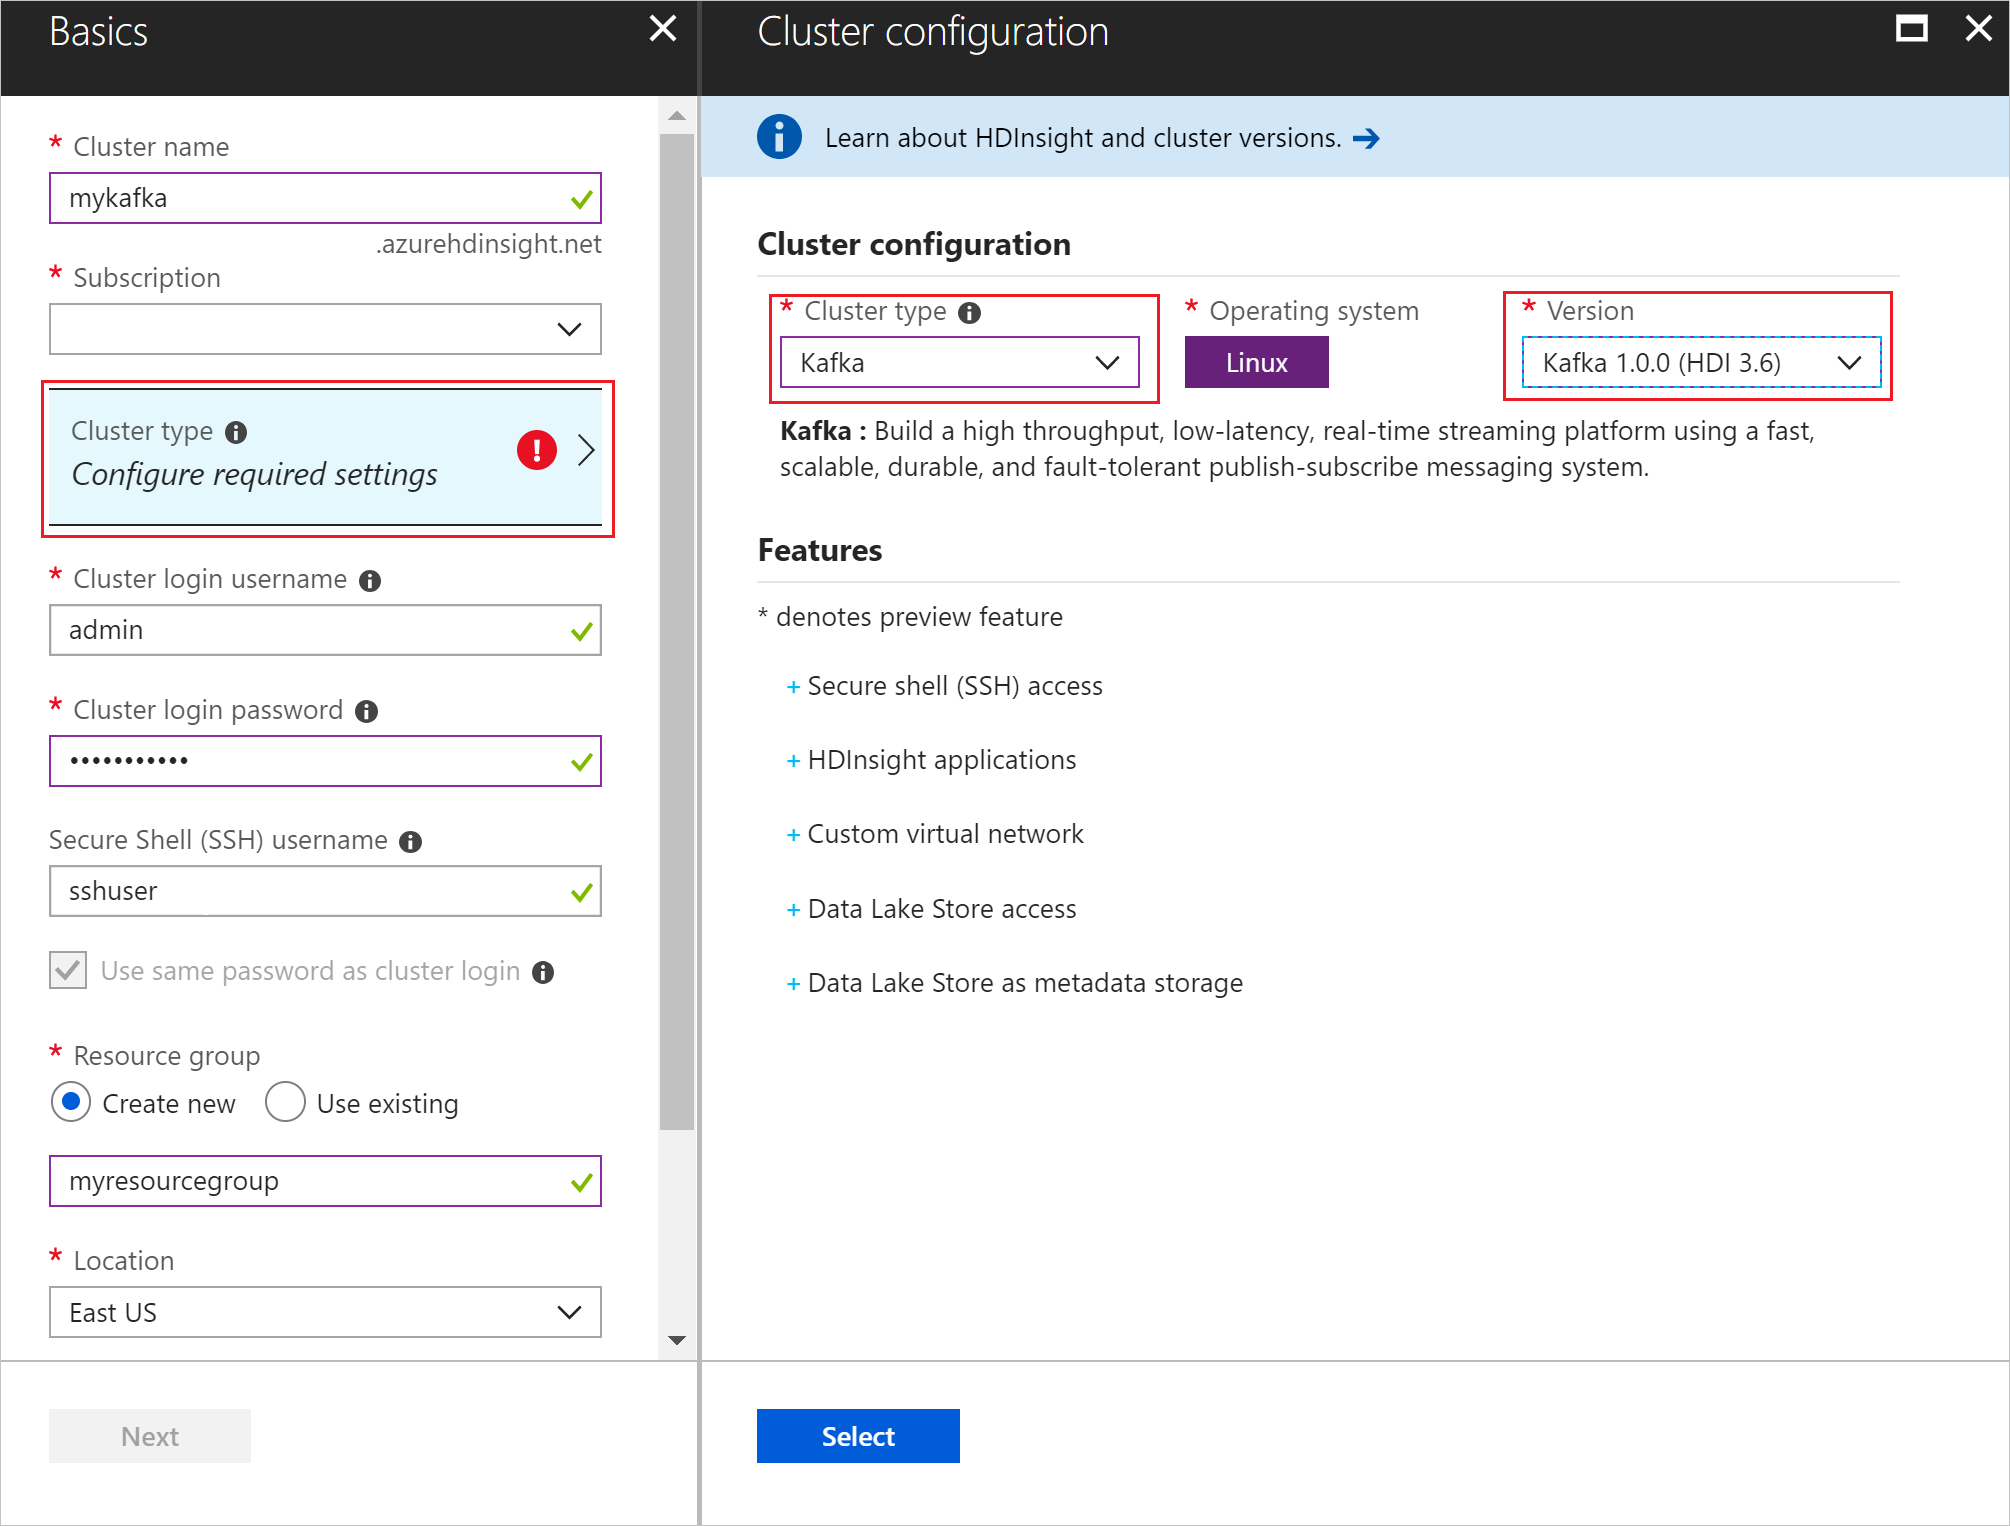 Basics
* Cluster name
mykafka
.azurehdinsight.net
* Subscription
Cluster type
Configure required settings
* Cluster login username
admin
* Cluster login password
•••••••••••
Secure Shell (SSH) username
sshuser
Use same password as cluster login
* Resource group
Create new
Use existing
myresourcegroup
* Location
East US
Next
Cluster configuration
Learn about HDInsight and cluster versions.
Cluster configuration
* Cluster type
Kafka
* Operating system
Linux
* Version
Kafka 1.0.0 (HDI 3.6)
Kafka : Build a high throughput, low-latency, real-time streaming platform using a fast,
scalable, durable, and fault-tolerant publish-subscribe messaging system.
Features
* denotes preview feature
+ Secure shell (SSH) access
+ HDInsight applications
+ Custom virtual network
+ Data Lake Store access
+ Data Lake Store as metadata storage
Select